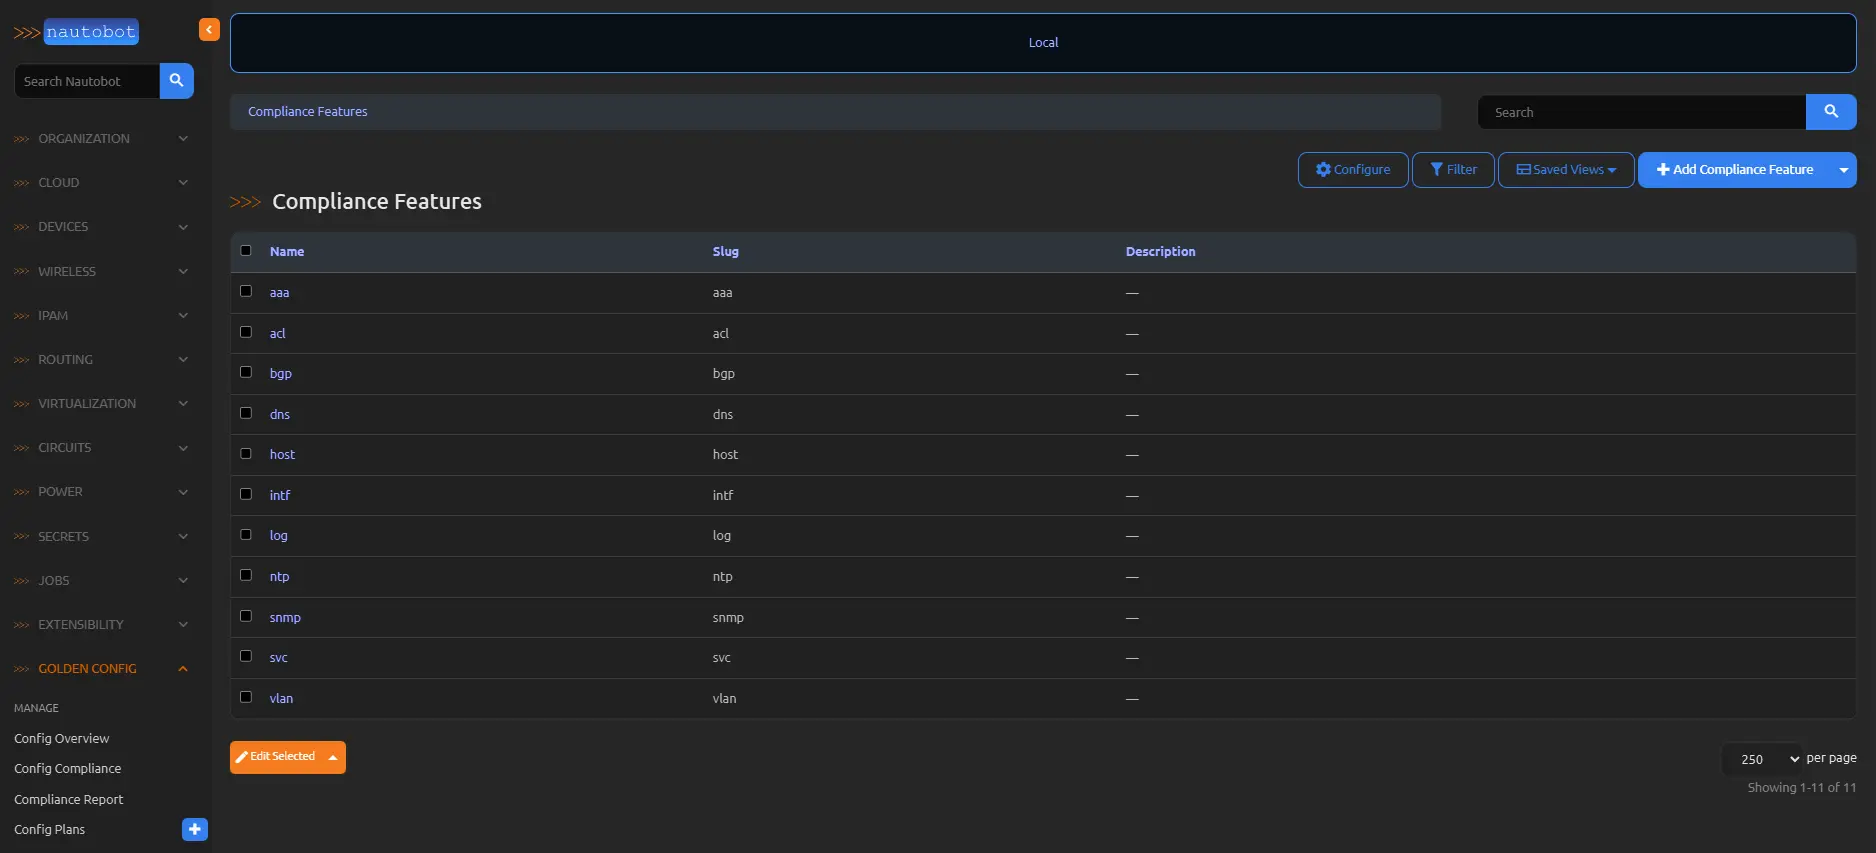 >>> nautobot
Search Nautobot
>>> ORGANIZATION
>>> CLOUD
>>> DEVICES
>>> WIRELESS
>>> IPAM
>>> ROUTING
>>> VIRTUALIZATION
>>> CIRCUITS
>>> POWER
>>> SECRETS
>>> JOBS
>>> EXTENSIBILITY
>>> GOLDEN CONFIG
MANAGE
Config Overview
Config Compliance
Compliance Report
Config Plans
Local
Compliance Features
Search
Configure Filter Saved Views Add Compliance Feature
>>> Compliance Features
Name Slug Description
aaa aaa —
acl acl —
bgp bgp —
dns dns —
host host —
intf intf —
log log —
ntp ntp —
snmp snmp —
svc svc —
vlan vlan —
Edit Selected
250 per page
Showing 1-11 of 11